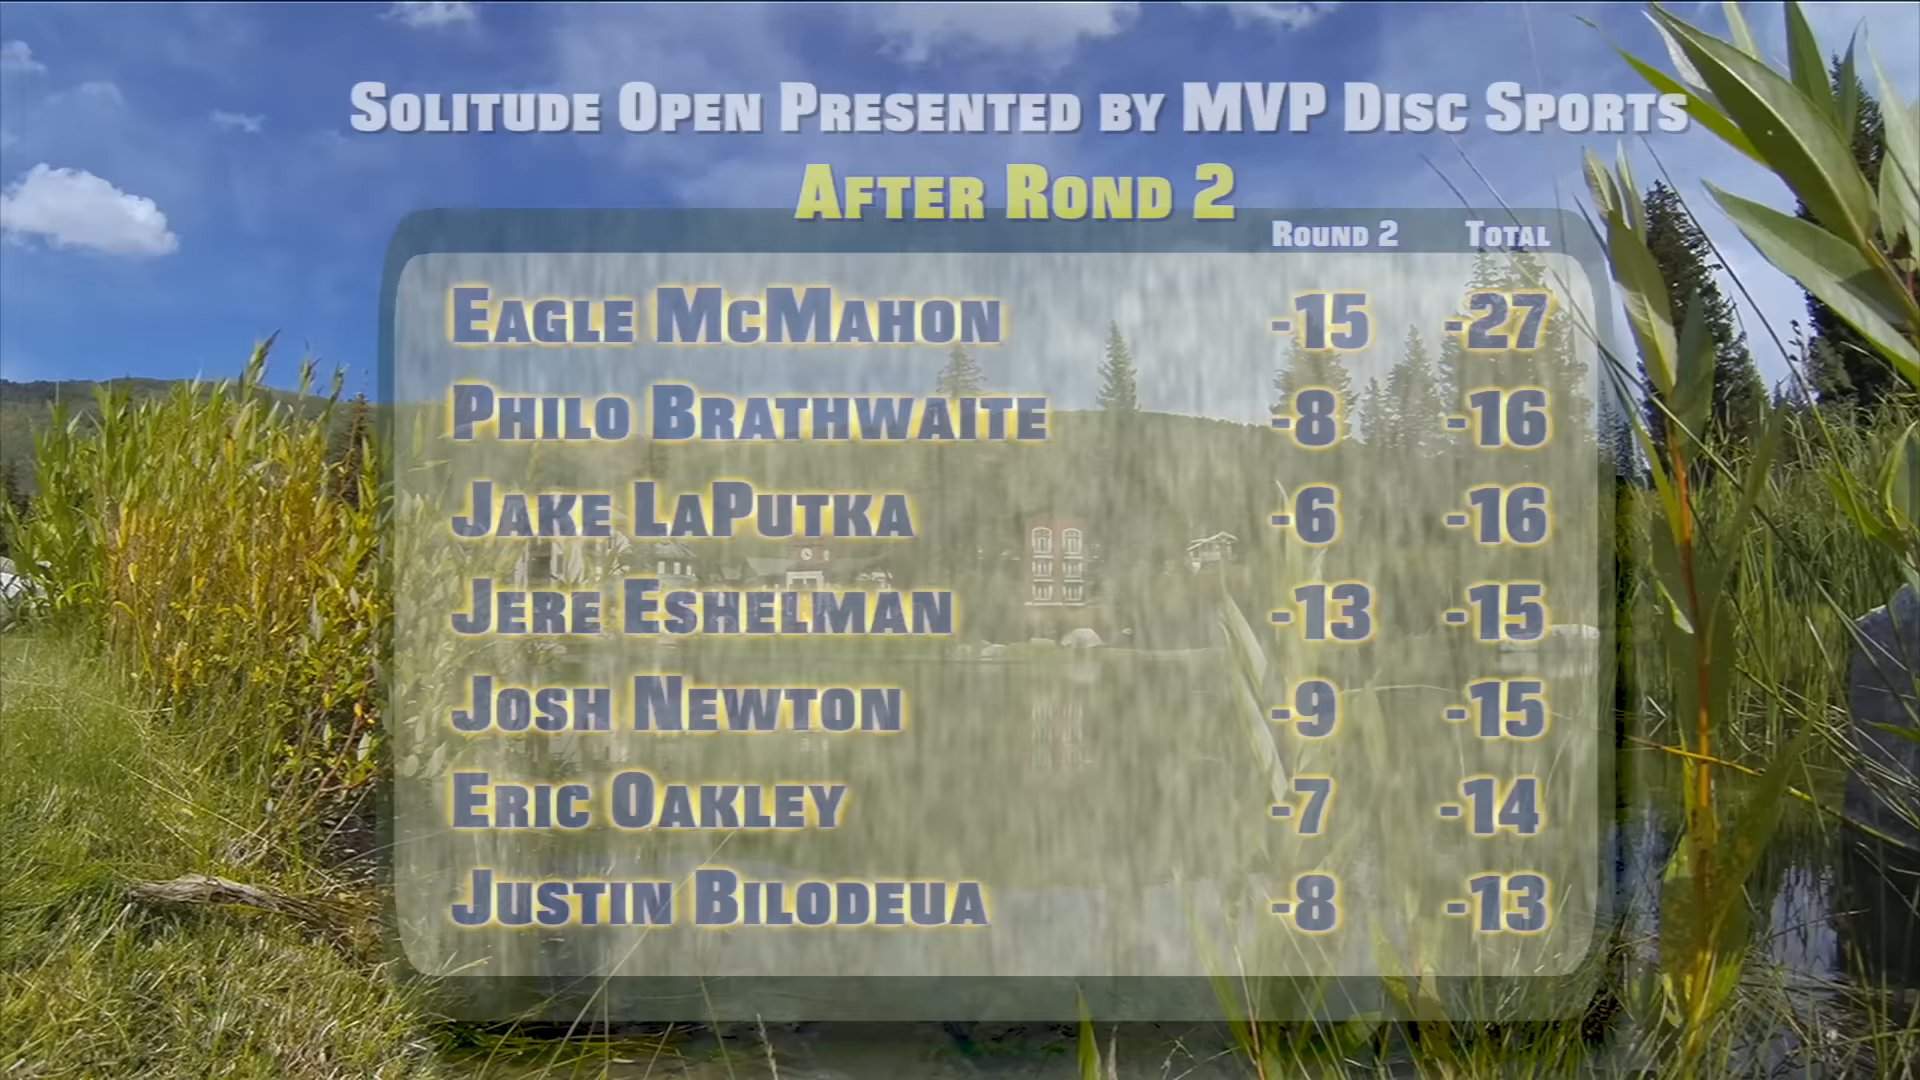 Solitude Open Presented by MVP Disc Sports
After Rond 2
Round 2 Total
Eagle McMahon -15 -27
Philo Brathwaite -8 -16
Jake LaPutka -6 -16
Jere Eshelman -13 -15
Josh Newton -9 -15
Eric Oakley -7 -14
Justin Bilodeua -8 -13